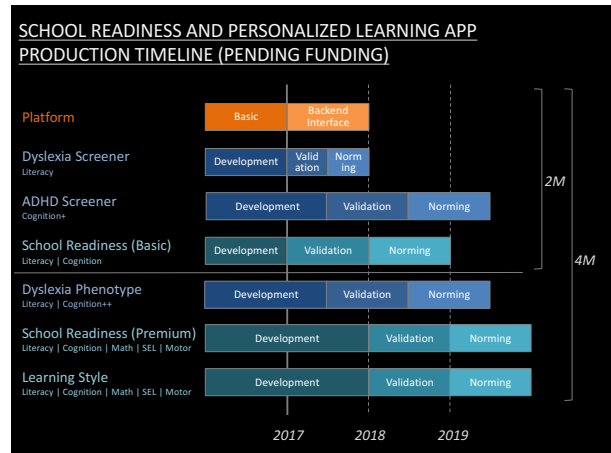 SCHOOL READINESS AND PERSONALIZED LEARNING APP
PRODUCTION TIMELINE (PENDING FUNDING)
Platform
Basic
Backend
Interface
Dyslexia Screener
Literacy
Development
Valid
ation
Norm
ing
ADHD Screener
Cognition+
Development
Validation
Norming
2M
School Readiness (Basic)
Literacy | Cognition
Development
Validation
Norming
4M
Dyslexia Phenotype
Literacy | Cognition++
Development
Validation
Norming
School Readiness (Premium)
Literacy | Cognition | Math | SEL | Motor
Development
Validation
Norming
Learning Style
Literacy | Cognition | Math | SEL | Motor
Development
Validation
Norming
2017
2018
2019